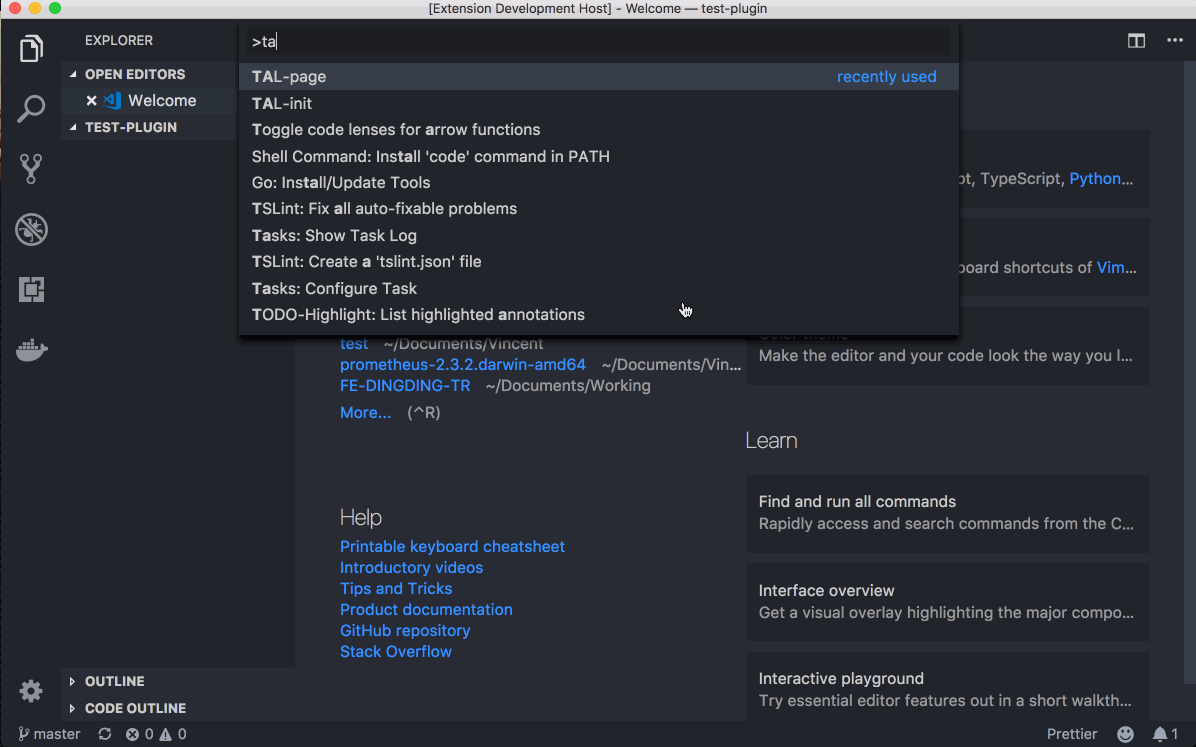 [Extension Development Host] - Welcome — test-plugin
EXPLORER
OPEN EDITORS
Welcome
TEST-PLUGIN
>ta
TAL-page recently used
TAL-init
Toggle code lenses for arrow functions
Shell Command: Install 'code' command in PATH
Go: Install/Update Tools
TSLint: Fix all auto-fixable problems
Tasks: Show Task Log
TSLint: Create a 'tslint.json' file
Tasks: Configure Task
TODO-Highlight: List highlighted annotations
test ~/Documents/Vincent
prometheus-2.3.2.darwin-amd64 ~/Documents/Vin...
FE-DINGDING-TR ~/Documents/Working
More... (^R)
Help
Printable keyboard cheatsheet
Introductory videos
Tips and Tricks
Product documentation
GitHub repository
Stack Overflow
pt, TypeScript, Python...
board shortcuts of Vim...
Make the editor and your code look the way you l...
Learn
Find and run all commands
Rapidly access and search commands from the C...
Interface overview
Get a visual overlay highlighting the major compo...
Interactive playground
Try essential editor features out in a short walkth...
OUTLINE
CODE OUTLINE
master 0 0
Prettier 1